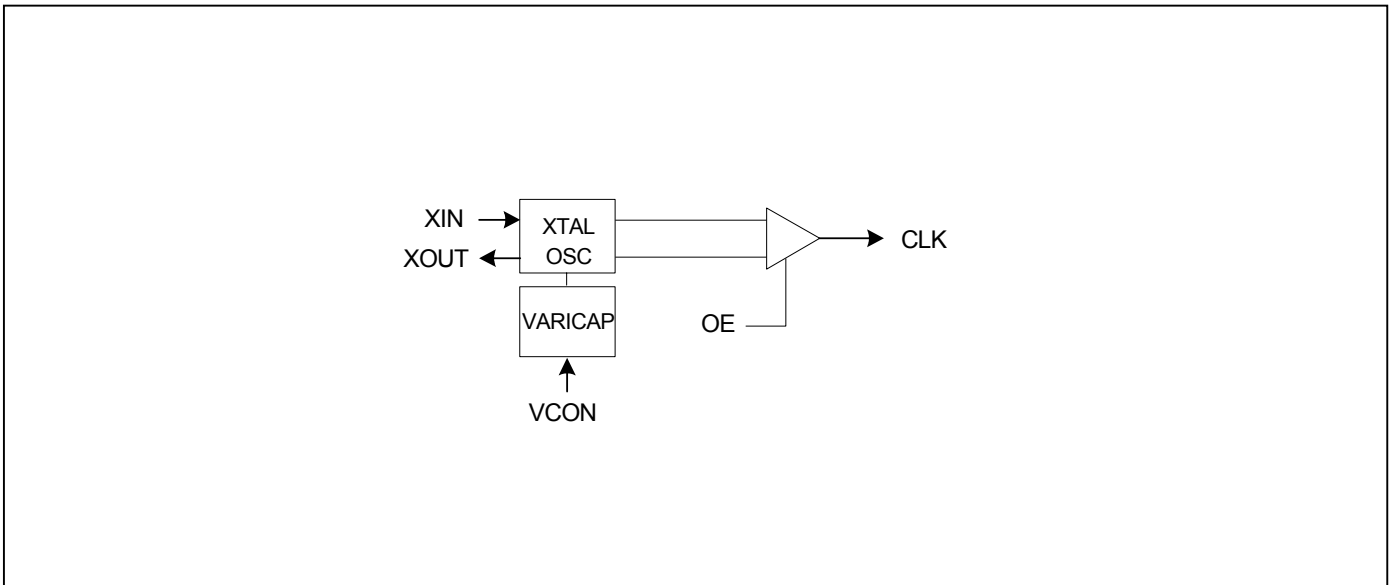 XIN
XTAL
OSC
CLK
XOUT
VARICAP
OE
VCON